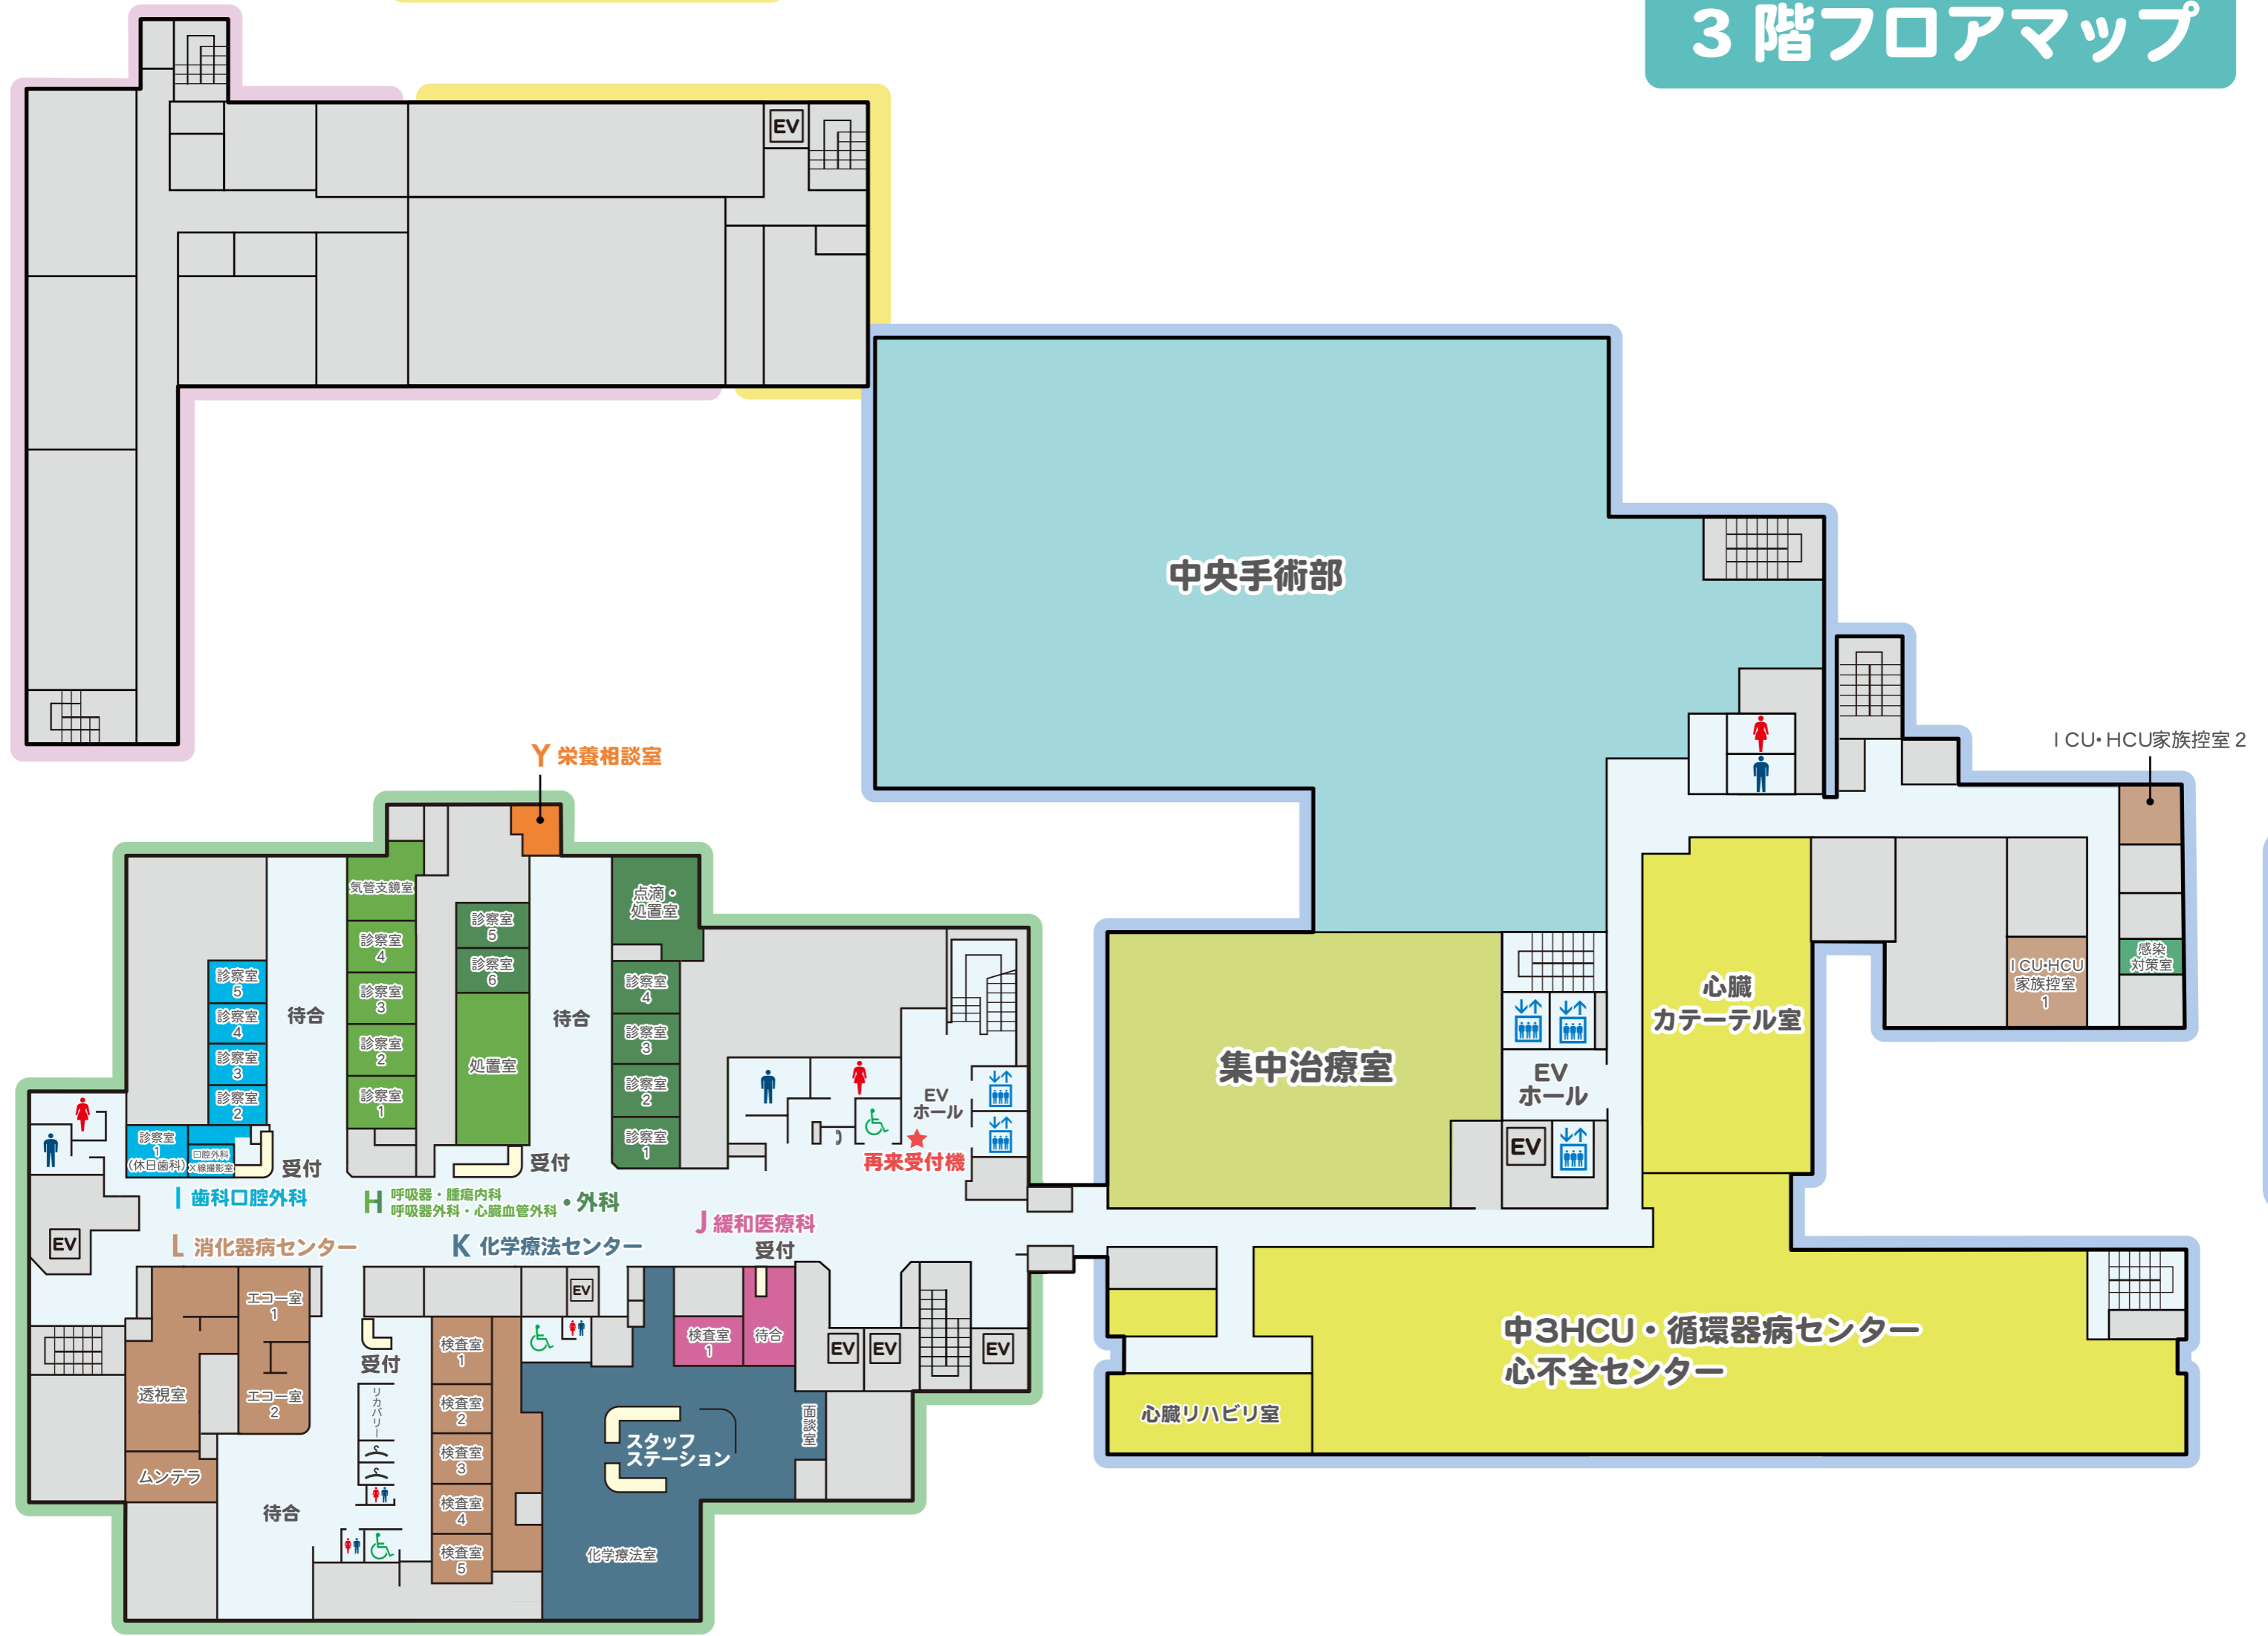 3 階フロアマップ
EV
中央手術部
ICU・HCU家族控室 2
Y 栄養相談室
気管支鏡室
点滴・
処置室
診察室
5
診察室
4
診察室
6
診察室
3
診察室
4
診察室
2
診察室
3
診察室
1
診察室
2
診察室
1
処置室
診察室
5
診察室
4
診察室
3
診察室
2
診察室
1
(休日歯科)
口腔外科
X線撮影室
待合
待合
受付
受付
EV
ホール
再来受付機
I 歯科口腔外科
H 呼吸器・腫瘍内科
呼吸器外科・心臓血管外科・外科
J 緩和医療科
受付
L 消化器病センター
K 化学療法センター
EV
EV
エコー室
1
エコー室
2
透視室
ムンテラ
待合
受付
リカバリー
検査室
1
検査室
2
検査室
3
検査室
4
検査室
5
検査室
1
待合
EV
EV
EV
スタッフ
ステーション
面談室
化学療法室
集中治療室
EV
ホール
EV
心臓
カテーテル室
ICU・HCU
家族控室
1
感染
対策室
中3HCU・循環器病センター
心不全センター
心臓リハビリ室